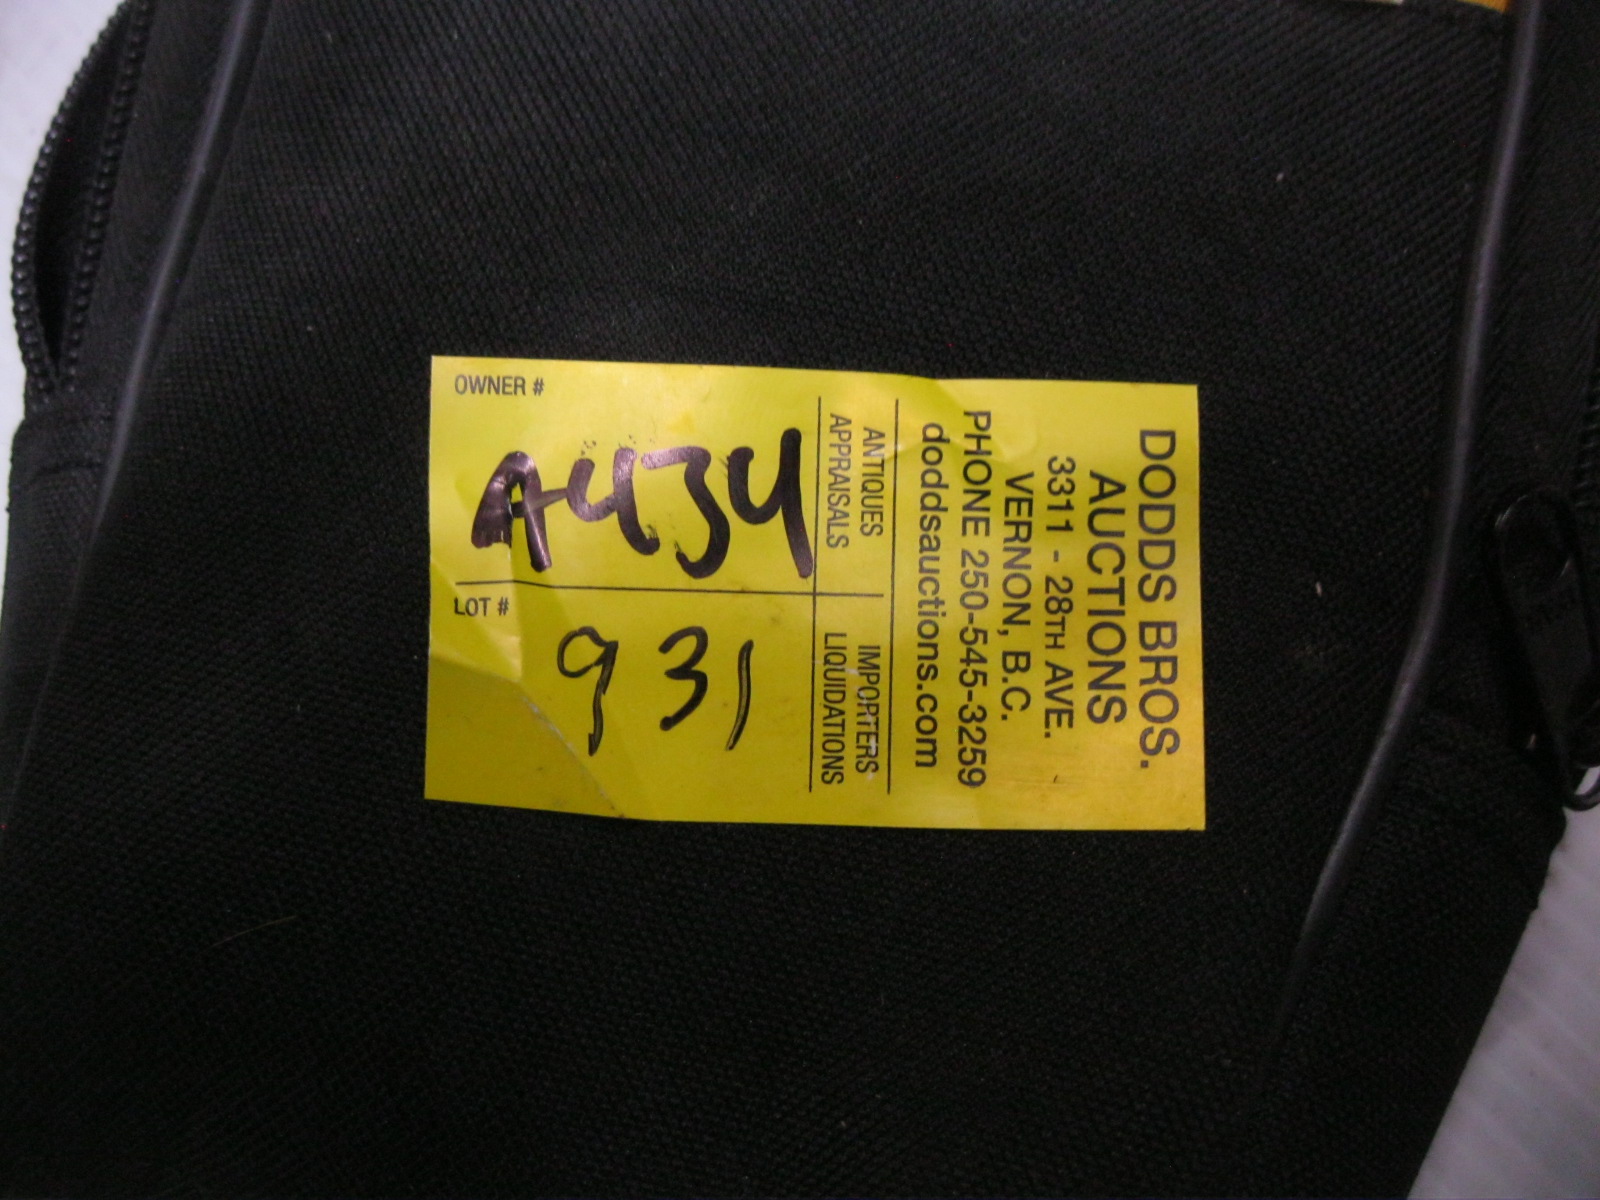 DODDS BROS.
AUCTIONS
3311 - 28TH AVE.
VERNON, B.C.
PHONE 250-545-3259
doddsauctions.com
ANTIQUES
APPRAISALS
IMPORTERS
LIQUIDATIONS
OWNER #
A434
LOT #
931